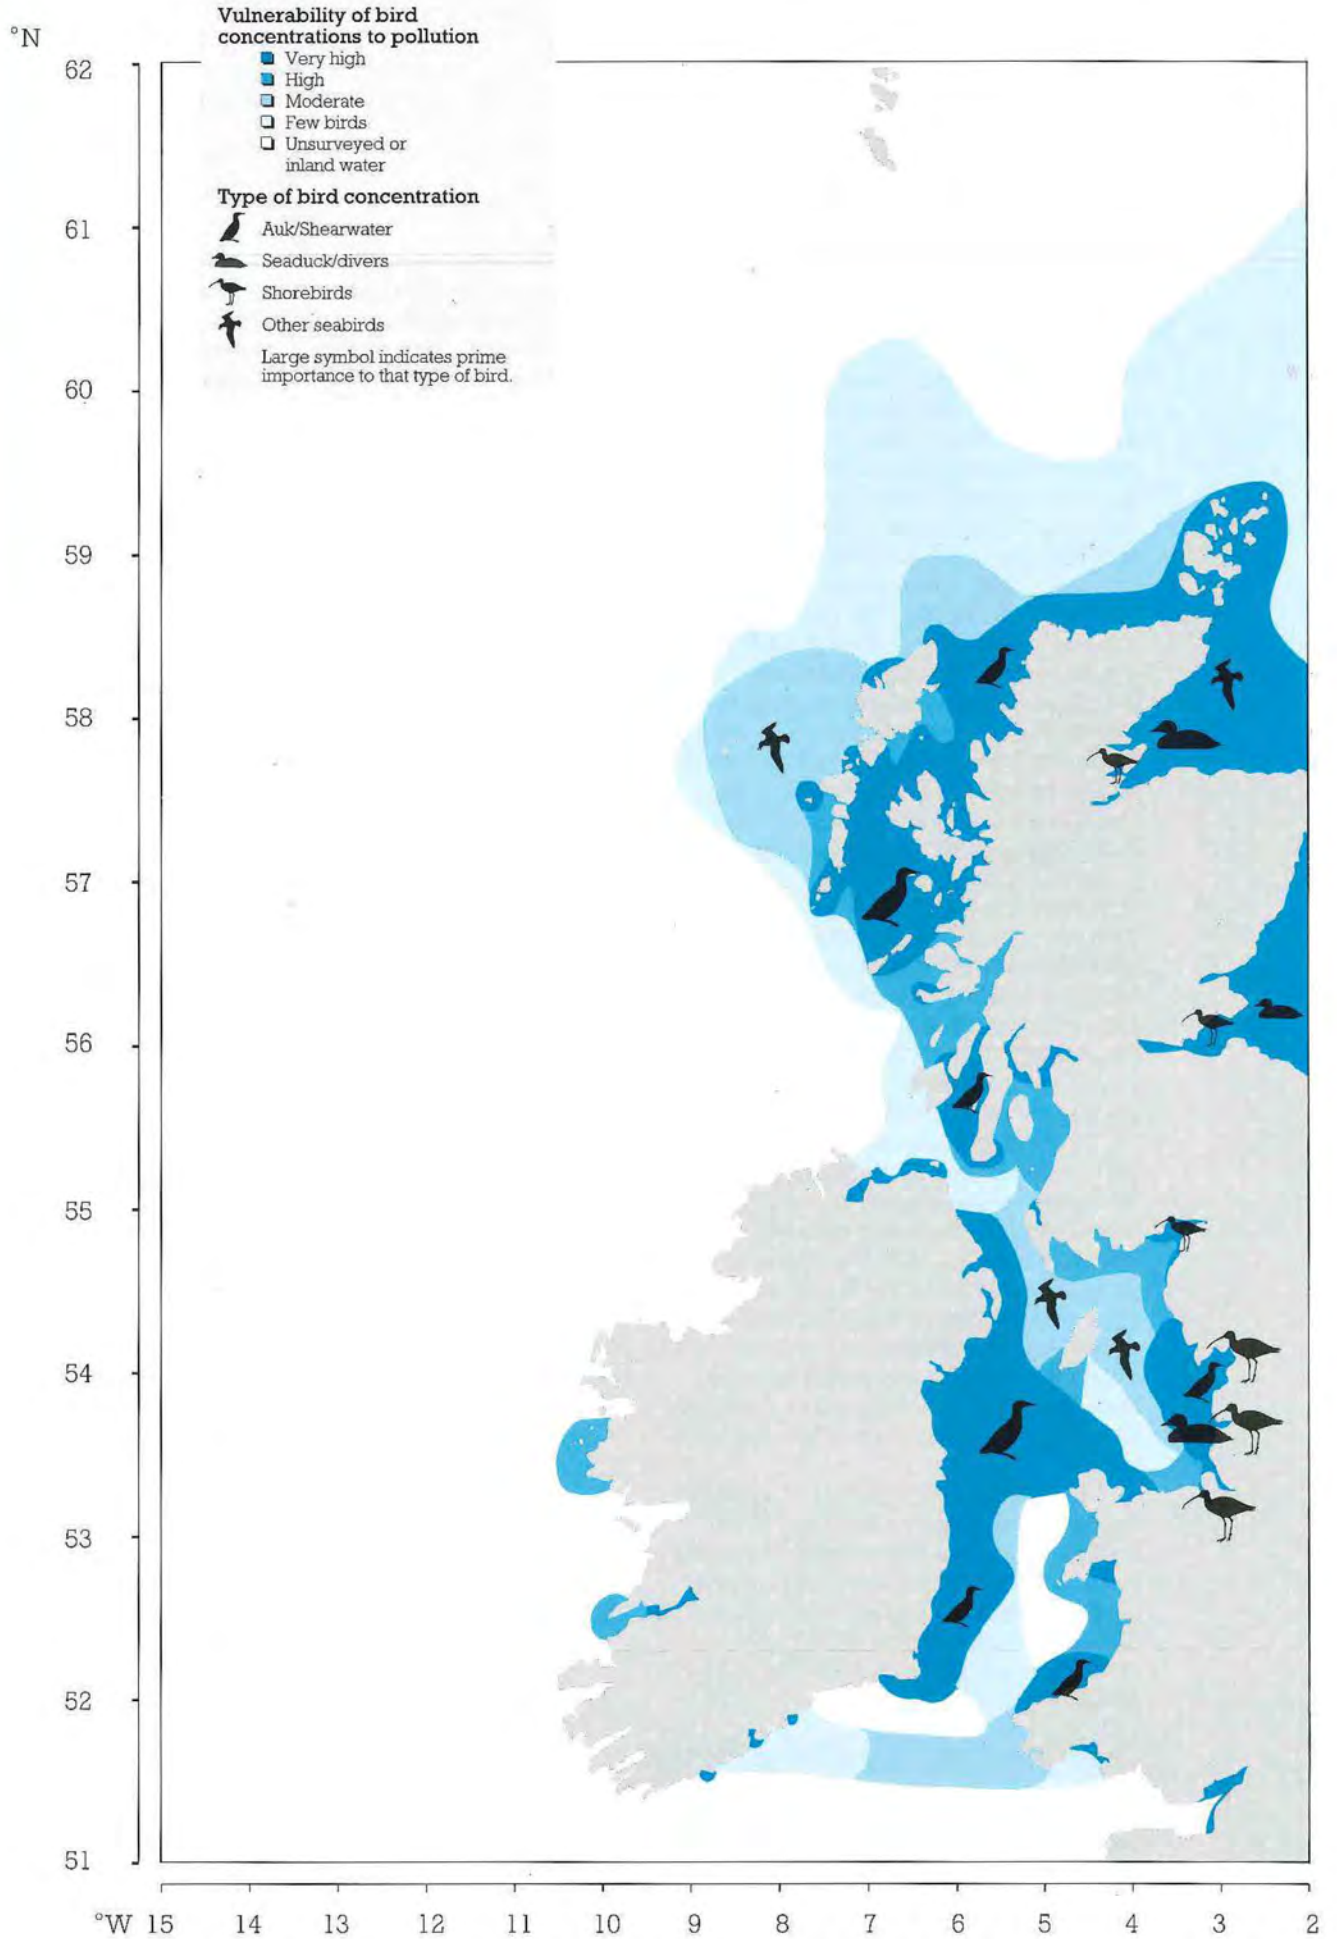 Vulnerability of bird
concentrations to pollution
Very high
High
Moderate
Few birds
Unsurveyed or
inland water
Type of bird concentration
Auk/Shearwater
Seaduck/divers
Shorebirds
Other seabirds
Large symbol indicates prime
importance to that type of bird.
°N
62
61
60
59
58
57
56
55
54
53
52
51
°W 15 14 13 12 11 10 9 8 7 6 5 4 3 2